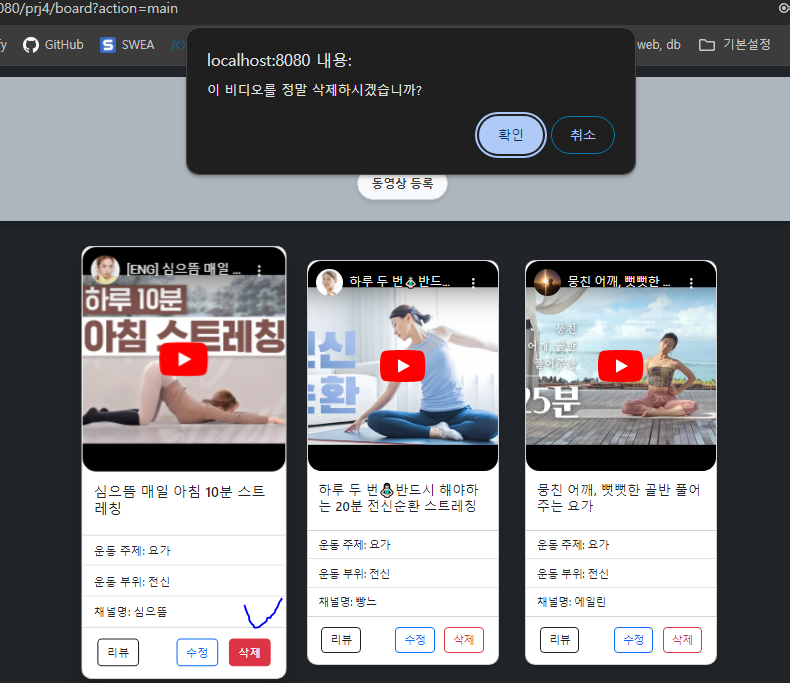 080/prj4/board?action=main
fy GitHub S SWEA web, db 기본설정
localhost:8080 내용:
이 비디오를 정말 삭제하시겠습니까?
확인 취소
동영상 등록
[ENG] 심으뜸 매일 ...
하루 10분
아침 스트레칭
심으뜸 매일 아침 10분 스트
레칭
운동 주제: 요가
운동 부위: 전신
채널명: 심으뜸
리뷰 수정 삭제
하루 두 번🧘🏻‍♀️반드...
전신
순환
하루 두 번🧘🏻‍♀️반드시 해야하
는 20분 전신순환 스트레칭
운동 주제: 요가
운동 부위: 전신
채널명: 빵느
리뷰 수정 삭제
뭉친 어깨, 뻣뻣한 ...
뭉친
어깨, 골반
풀어주는
25분
뭉친 어깨, 뻣뻣한 골반 풀어
주는 요가
운동 주제: 요가
운동 부위: 전신
채널명: 에일린
리뷰 수정 삭제